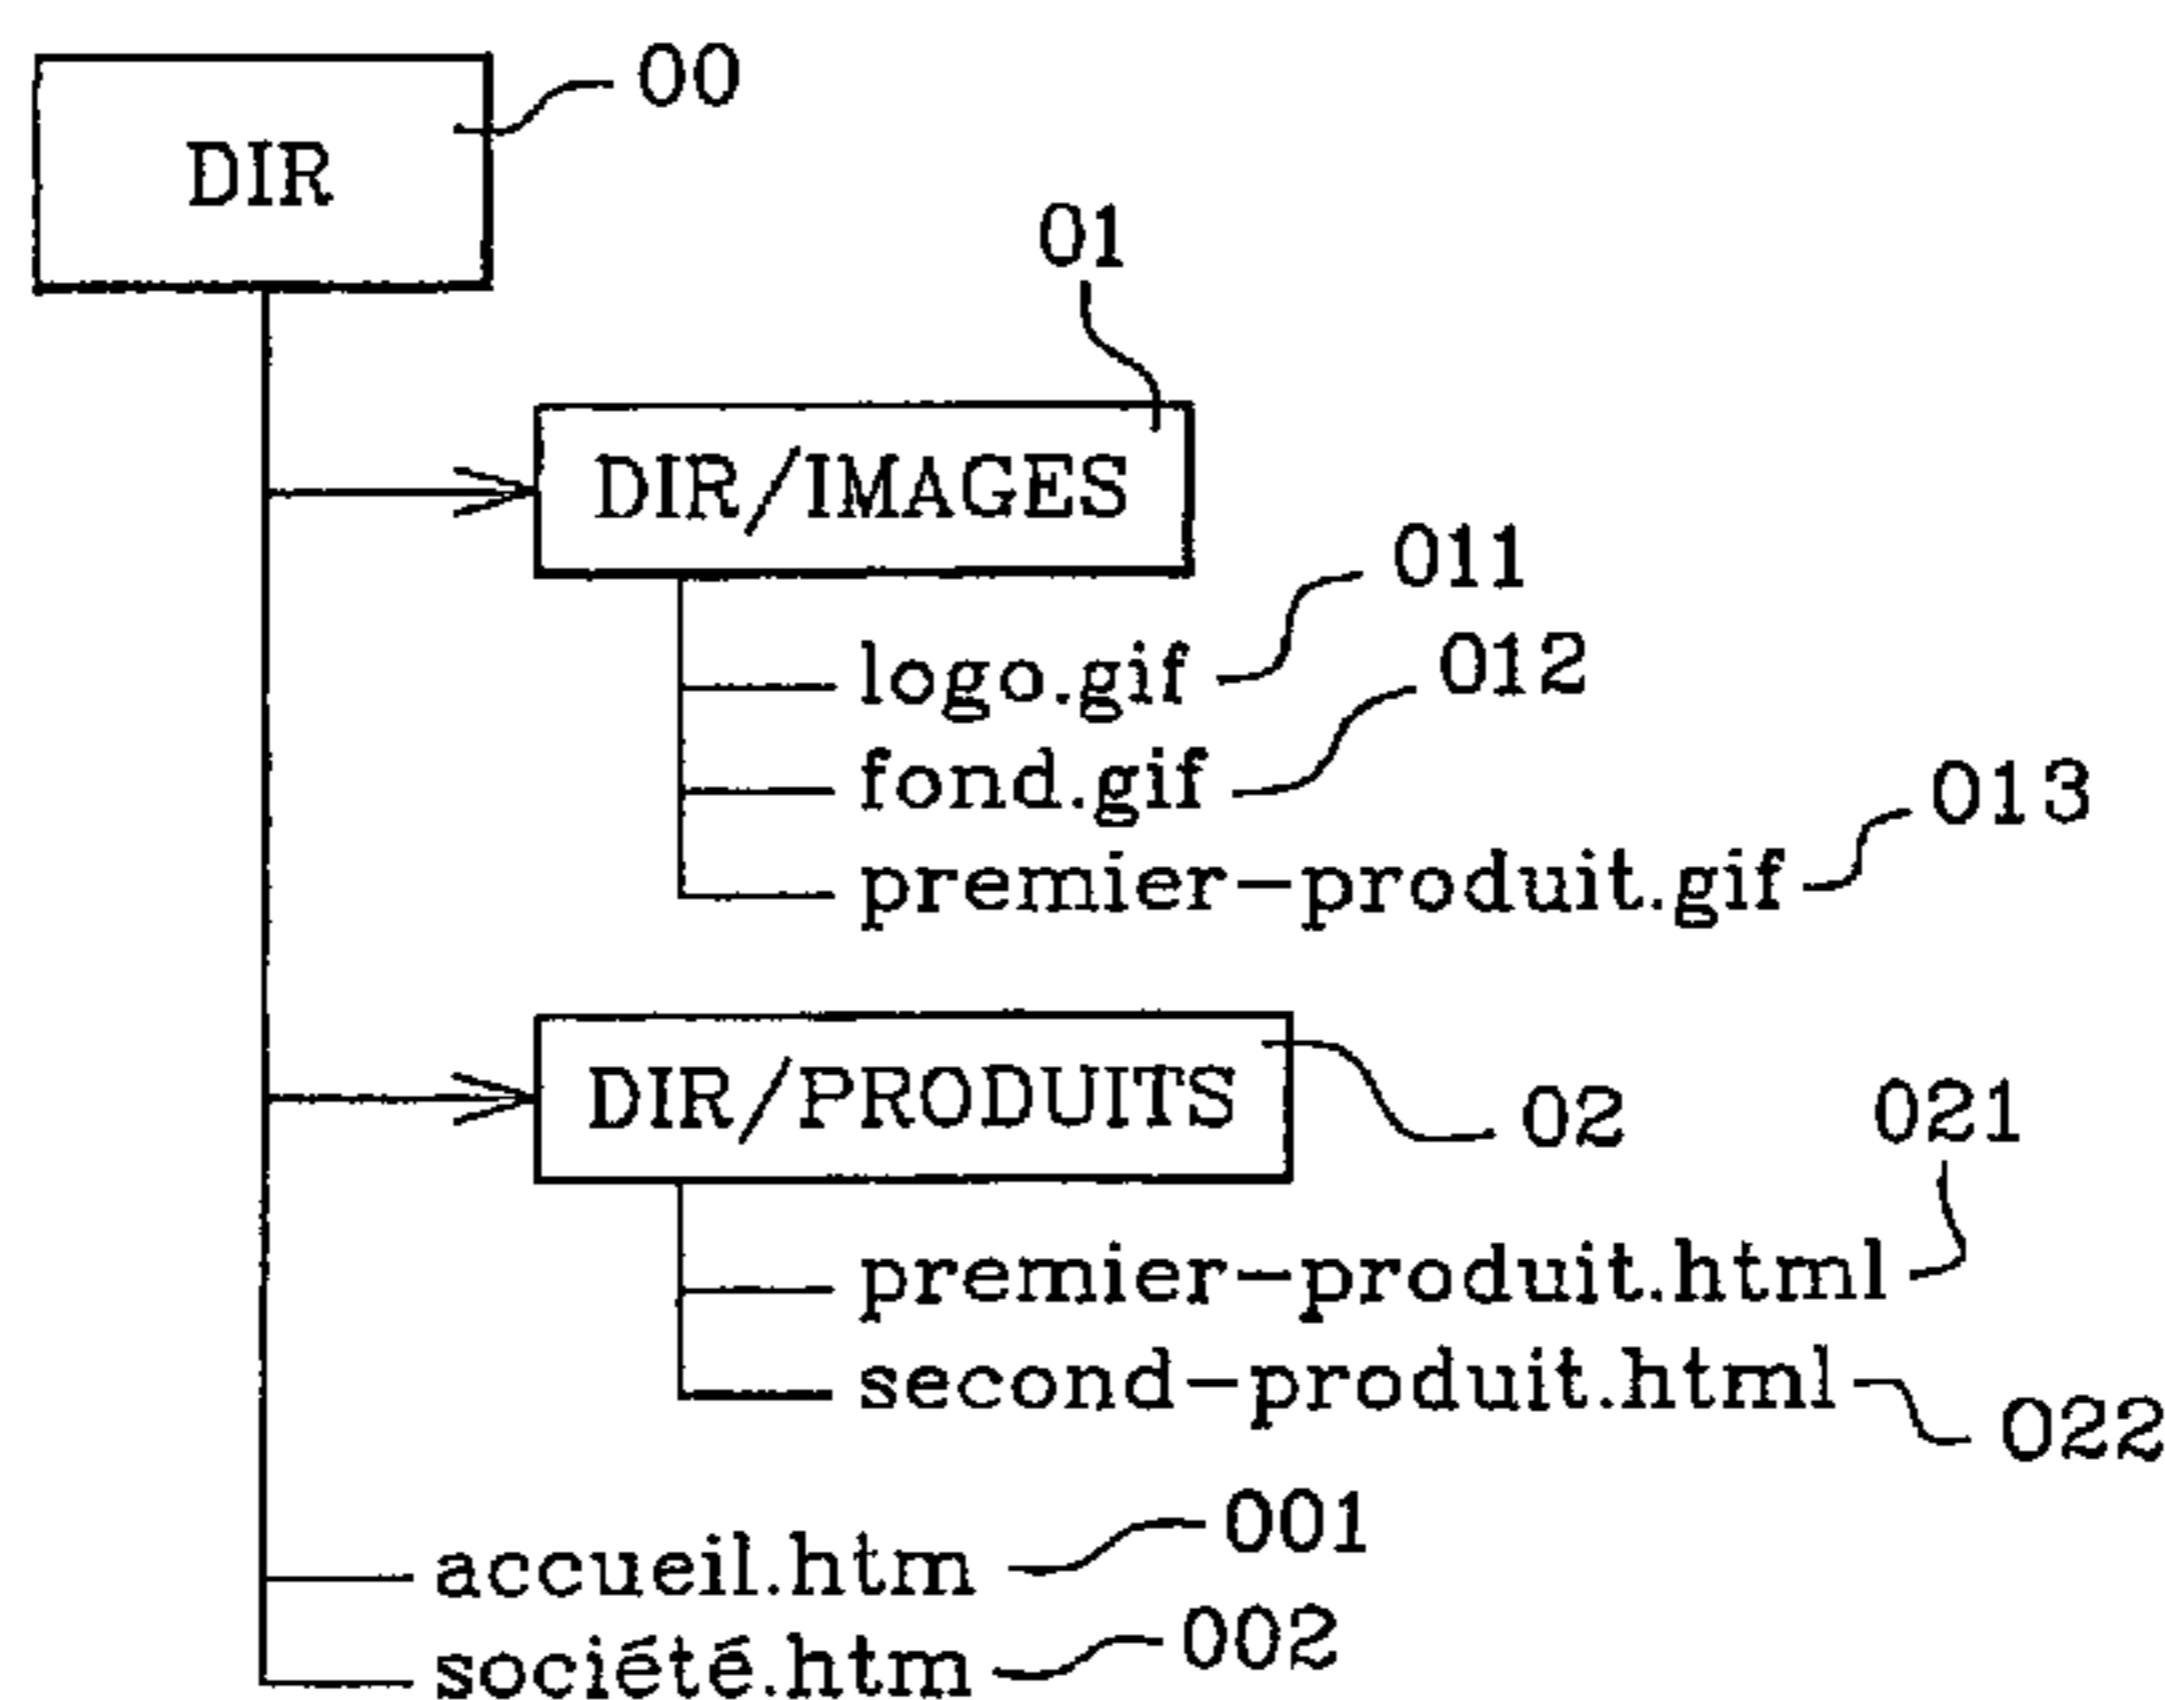 DIR 00
01
DIR/IMAGES
logo.gif 011
fond.gif 012
premier-produit.gif 013
DIR/PRODUITS 02
premier-produit.html 021
second-produit.html 022
accueil.htm 001
société.htm 002